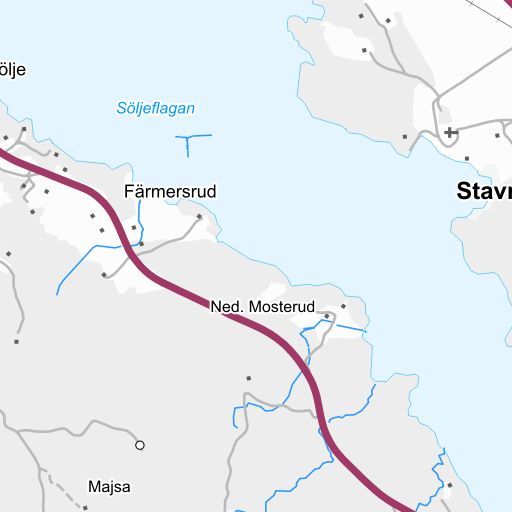 ölje
Söljeflagan
Färmersrud
Stavn
Ned. Mosterud
Majsa